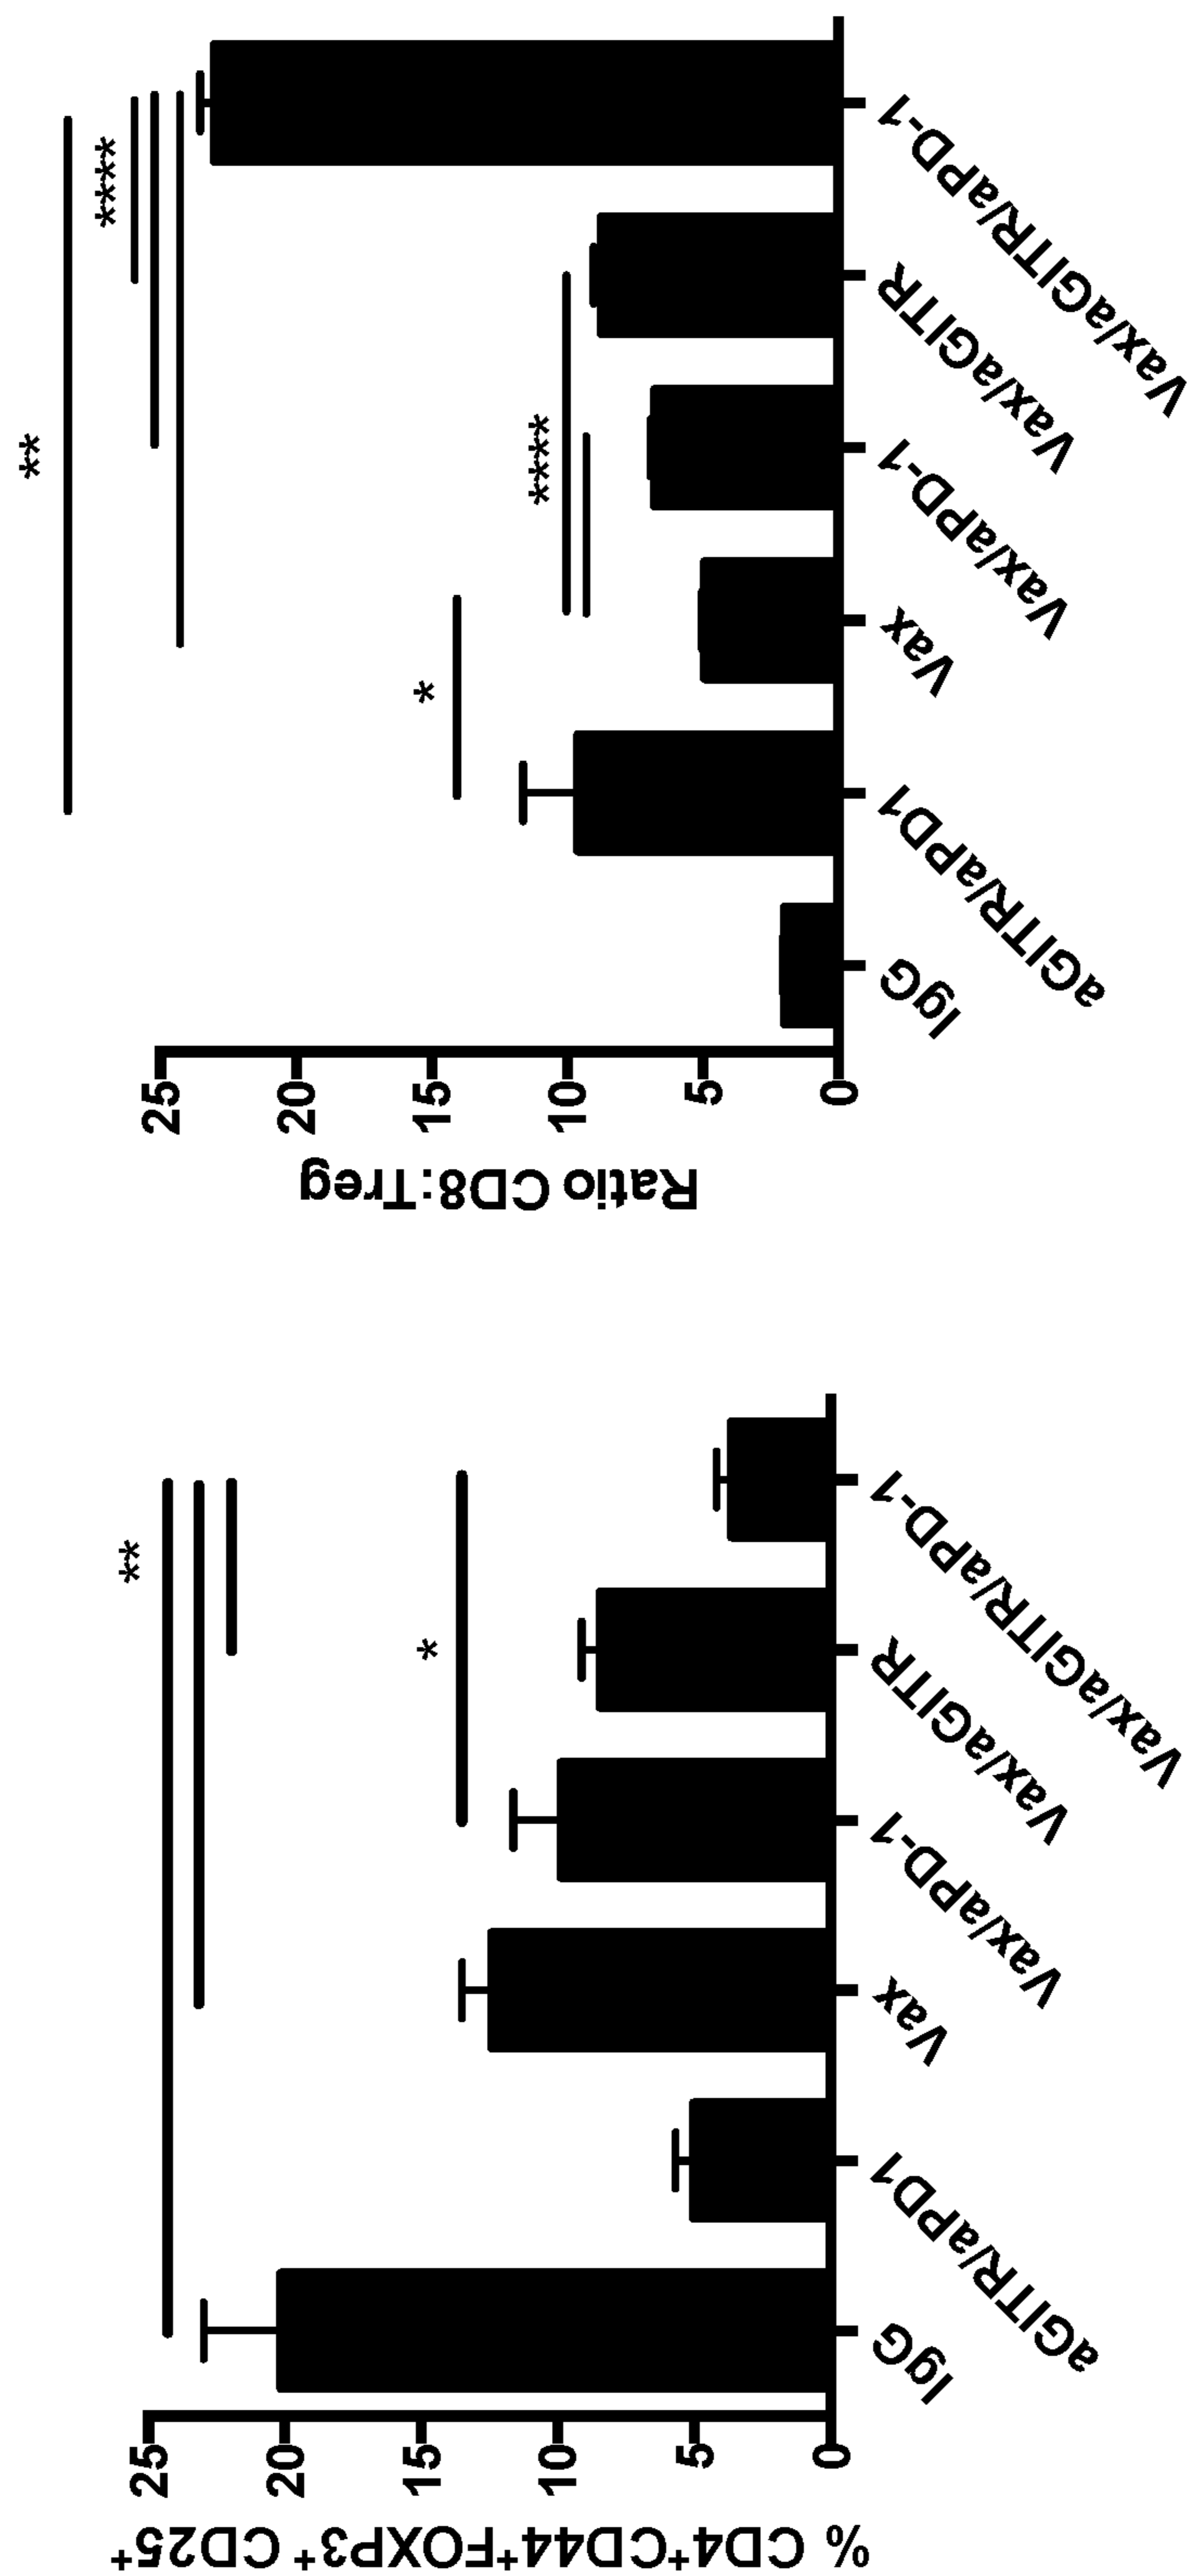 % CD4+CD44+FOXP3+ CD25+
25
20
15
10
5
0
**
*
IgG
aGITR/aPD1
Vax
Vax/aPD-1
Vax/aGITR
Vax/aGITR/aPD-1
Ratio CD8:Treg
25
20
15
10
5
0
**
****
****
*
IgG
aGITR/aPD1
Vax
Vax/aPD-1
Vax/aGITR
Vax/aGITR/aPD-1